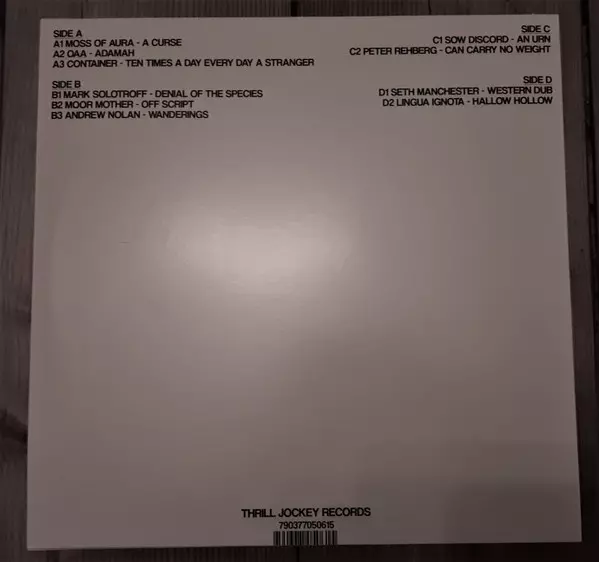 SIDE A
A1 MOSS OF AURA - A CURSE
A2 OAA - ADAMAH
A3 CONTAINER - TEN TIMES A DAY EVERY DAY A STRANGER
SIDE B
B1 MARK SOLOTROFF - DENIAL OF THE SPECIES
B2 MOOR MOTHER - OFF SCRIPT
B3 ANDREW NOLAN - WANDERINGS
SIDE C
C1 SOW DISCORD - AN URN
C2 PETER REHBERG - CAN CARRY NO WEIGHT
SIDE D
D1 SETH MANCHESTER - WESTERN DUB
D2 LINGUA IGNOTA - HALLOW HOLLOW
THRILL JOCKEY RECORDS
790377050615